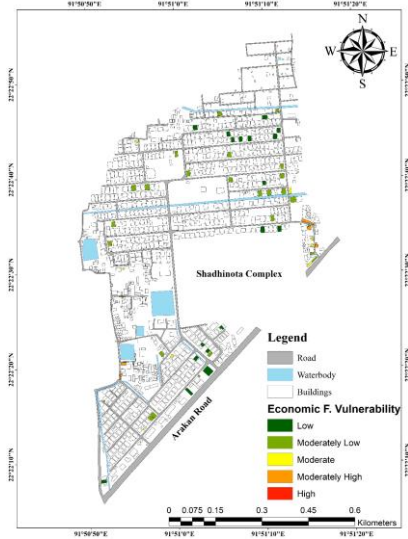 91°50'50"E 91°51'0"E 91°51'10"E 91°51'20"E
N
W E
S
22°22'50"N
22°22'40"N
22°22'30"N
22°22'20"N
22°22'10"N
Shadhinota Complex
Arakan Road
Legend
Road
Waterbody
Buildings
Economic F. Vulnerability
Low
Moderately Low
Moderate
Moderately High
High
0 0.075 0.15 0.3 0.45 0.6
Kilometers
91°50'50"E 91°51'0"E 91°51'10"E 91°51'20"E